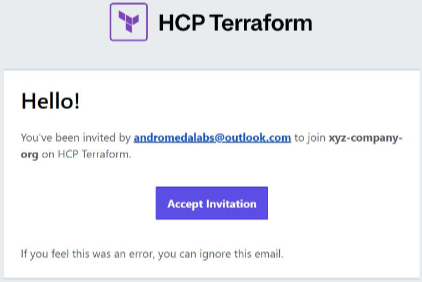 HCP Terraform
Hello!
You've been invited by andromedalabs@outlook.com to join xyz-company-
org on HCP Terraform.
Accept Invitation
If you feel this was an error, you can ignore this email.